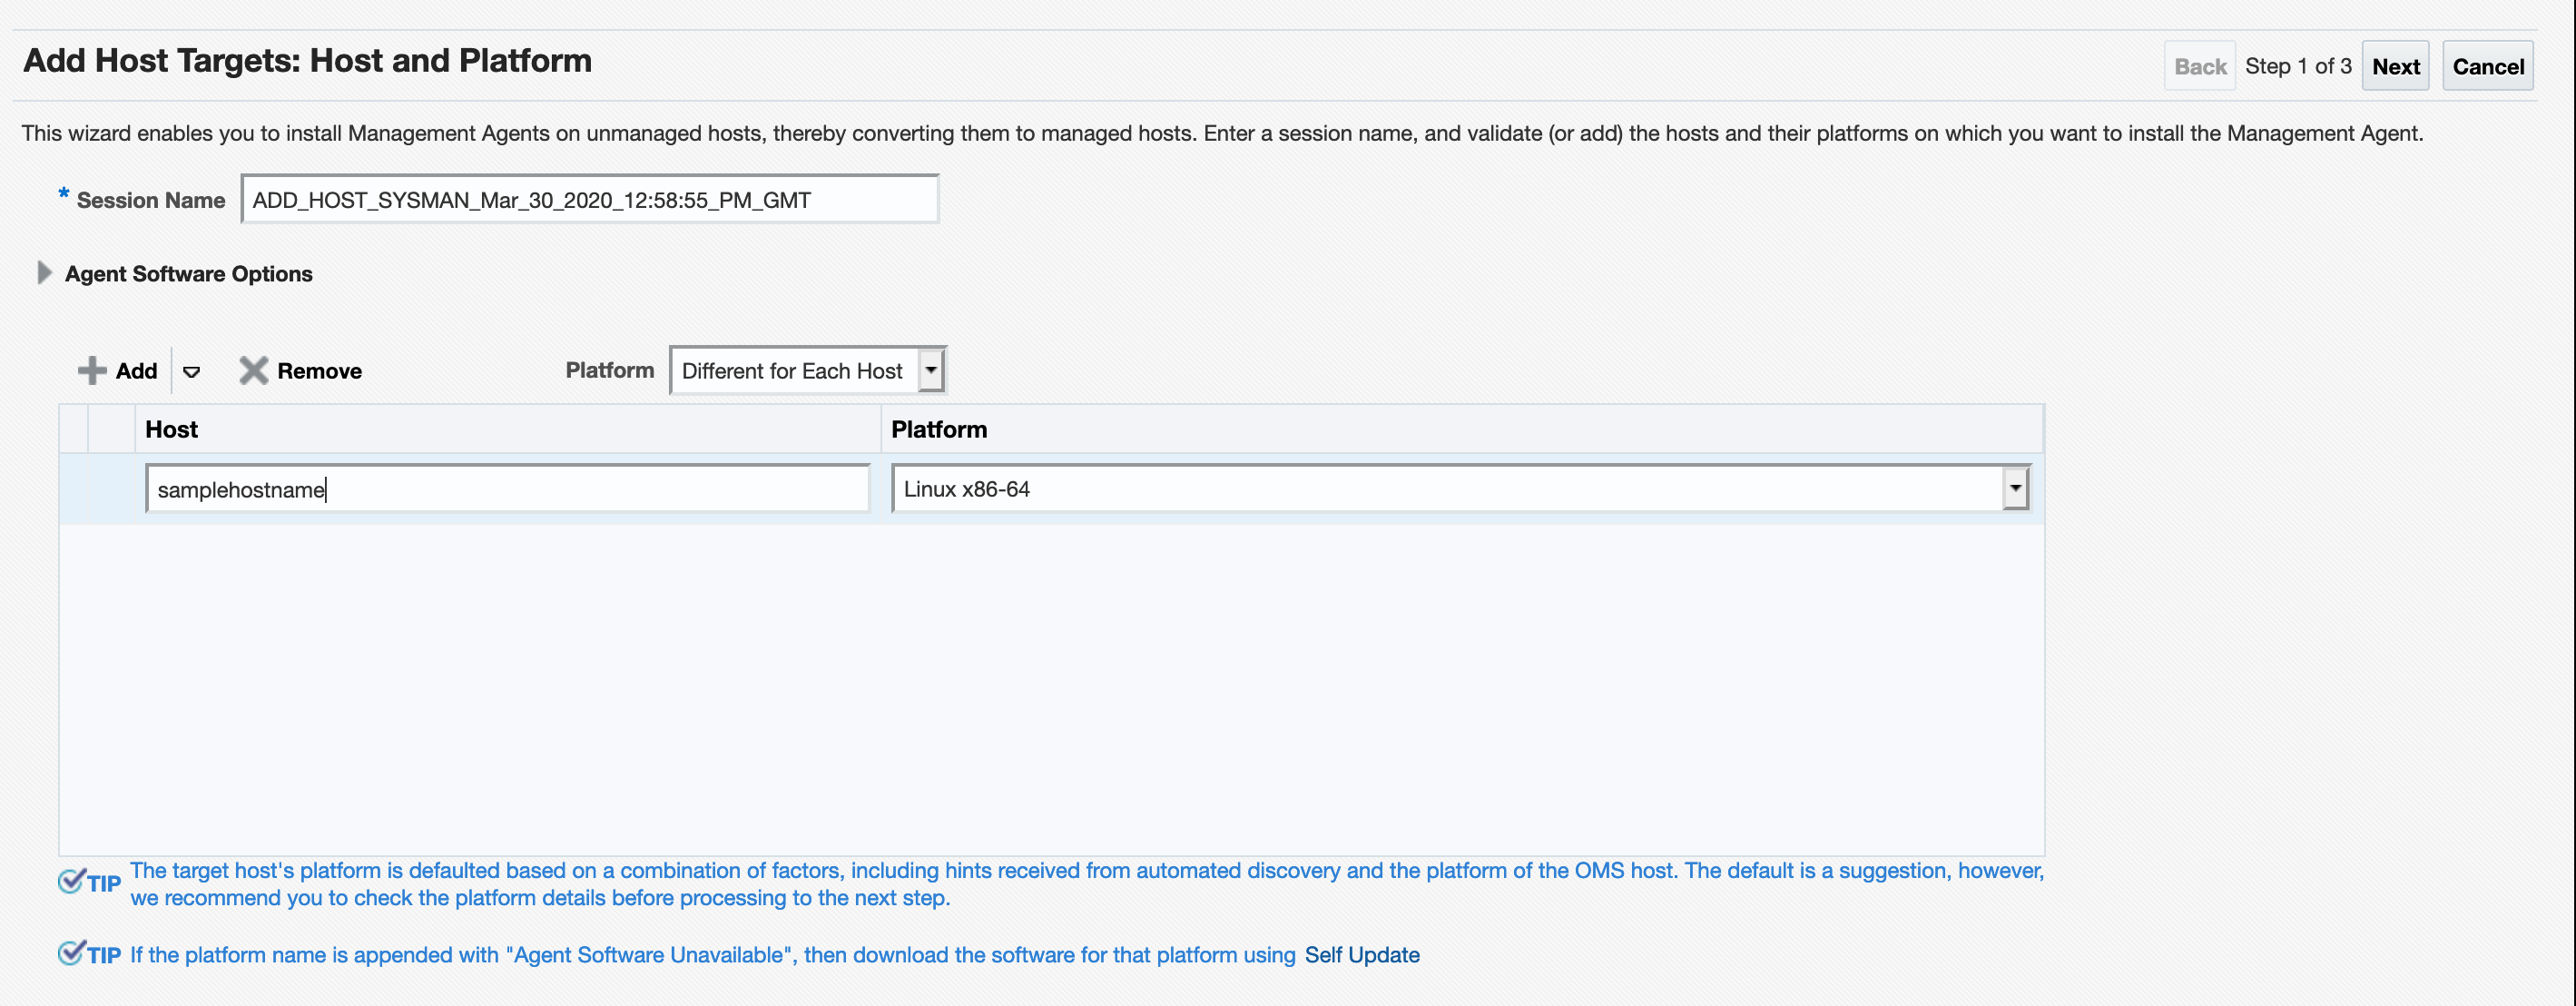 Add Host Targets: Host and Platform
Back Step 1 of 3 Next Cancel
This wizard enables you to install Management Agents on unmanaged hosts, thereby converting them to managed hosts. Enter a session name, and validate (or add) the hosts and their platforms on which you want to install the Management Agent.
* Session Name ADD_HOST_SYSMAN_Mar_30_2020_12:58:55_PM_GMT
Agent Software Options
Add Remove Platform Different for Each Host
Host Platform
samplehostname Linux x86-64
TIP The target host's platform is defaulted based on a combination of factors, including hints received from automated discovery and the platform of the OMS host. The default is a suggestion, however,
we recommend you to check the platform details before processing to the next step.
TIP If the platform name is appended with "Agent Software Unavailable", then download the software for that platform using Self Update